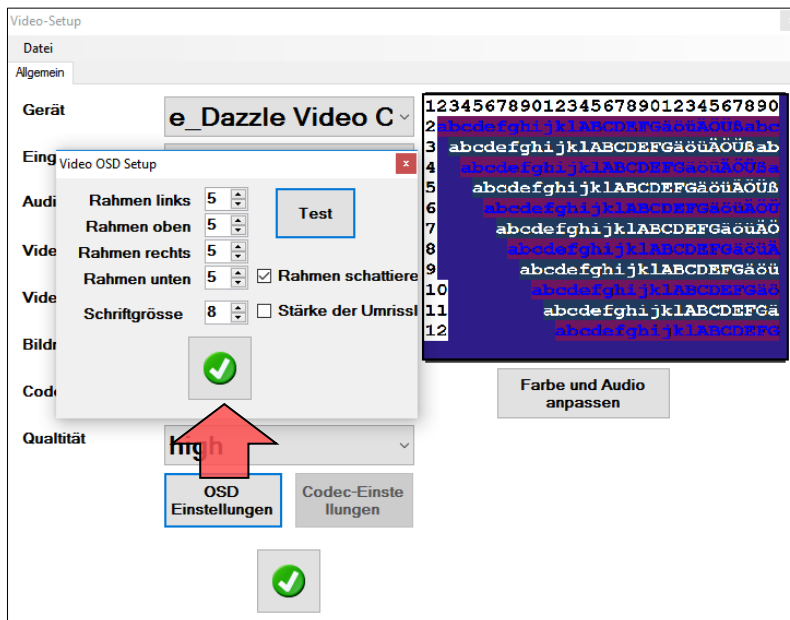 Video-Setup
Datei
Allgemein
Gerät
e_Dazzle Video C
Eing
Video OSD Setup
x
Audi
Rahmen links 5
Test
Rahmen oben 5
Vide
Rahmen rechts 5
Rahmen unten 5
Rahmen schattiere
Vide
Schriftgrösse 8
Stärke der Umrissl
Bildr
Code
Qualtität
high
OSD
Einstellungen
Codec-Einste
llungen
123456789012345678901234567890
2abcdefghijklABCDEFGäöüÄÖÜßabc
3 abcdefghijklABCDEFGäöüÄÖÜßab
4 abcdefghijklABCDEFGäöüÄÖÜßa
5 abcdefghijklABCDEFGäöüÄÖÜß
6 abcdefghijklABCDEFGäöüÄÖÜ
7 abcdefghijklABCDEFGäöüÄÖ
8 abcdefghijklABCDEFGäöüÄ
9 abcdefghijklABCDEFGäöü
10 abcdefghijklABCDEFGäö
11 abcdefghijklABCDEFGä
12 abcdefghijklABCDEFG
Farbe und Audio
anpassen